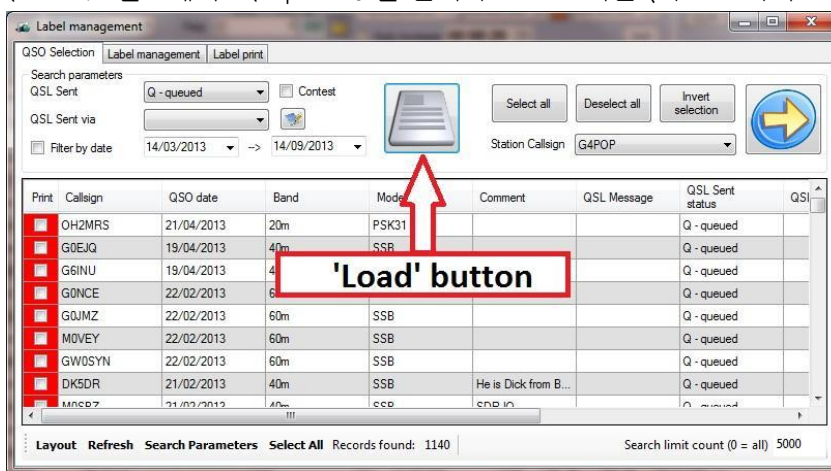 Label management
QSO Selection Label management Label print
Search parameters
QSL Sent Q - queued Contest
QSL Sent via
Filter by date 14/03/2013 --> 14/09/2013
Select all Deselect all Invert selection
Station Callsign G4POP
Print Callsign QSO date Band Mode Comment QSL Message QSL Sent status
OH2MRS 21/04/2013 20m PSK31 Q - queued
G0EJQ 19/04/2013 40m SSB Q - queued
G6INU 19/04/2013 Q - queued
'Load' button
G0NCE 22/02/2013 Q - queued
G0JMZ 22/02/2013 60m SSB Q - queued
M0VEY 22/02/2013 60m SSB Q - queued
GW0SYN 22/02/2013 60m SSB Q - queued
DK5DR 21/02/2013 40m SSB He is Dick from B... Q - queued
Layout Refresh Search Parameters Select All Records found: 1140 Search limit count (0 = all) 5000